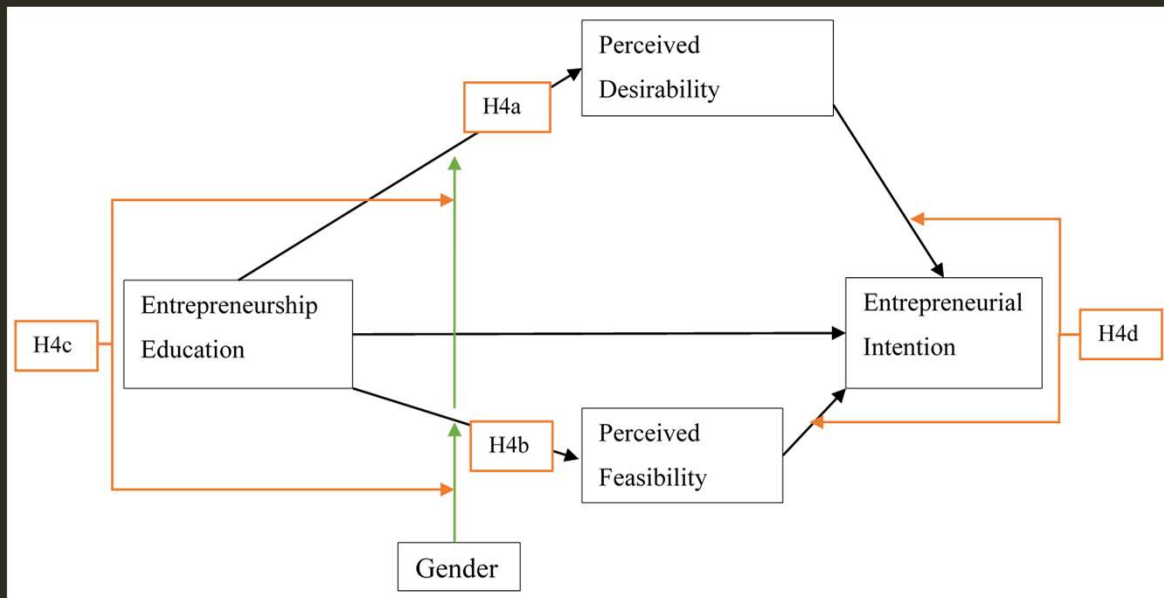 Perceived
Desirability
H4a
Entrepreneurship
Education
Entrepreneurial
Intention
H4c
H4d
H4b
Perceived
Feasibility
Gender